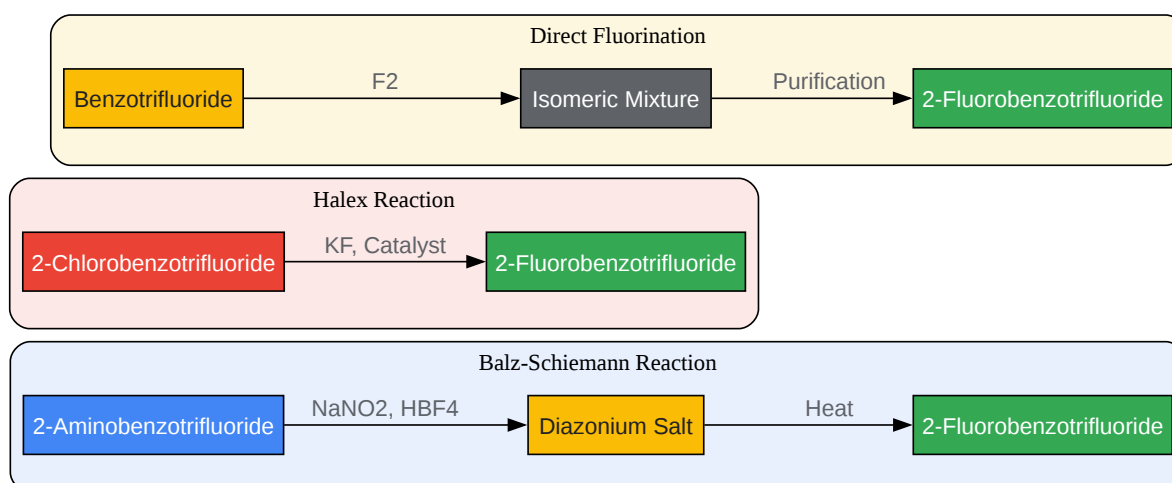 Direct Fluorination
Benzotrifluoride
F2
Isomeric Mixture
Purification
2-Fluorobenzotrifluoride
Halex Reaction
2-Chlorobenzotrifluoride
KF, Catalyst
2-Fluorobenzotrifluoride
Balz-Schiemann Reaction
2-Aminobenzotrifluoride
NaNO2, HBF4
Diazonium Salt
Heat
2-Fluorobenzotrifluoride